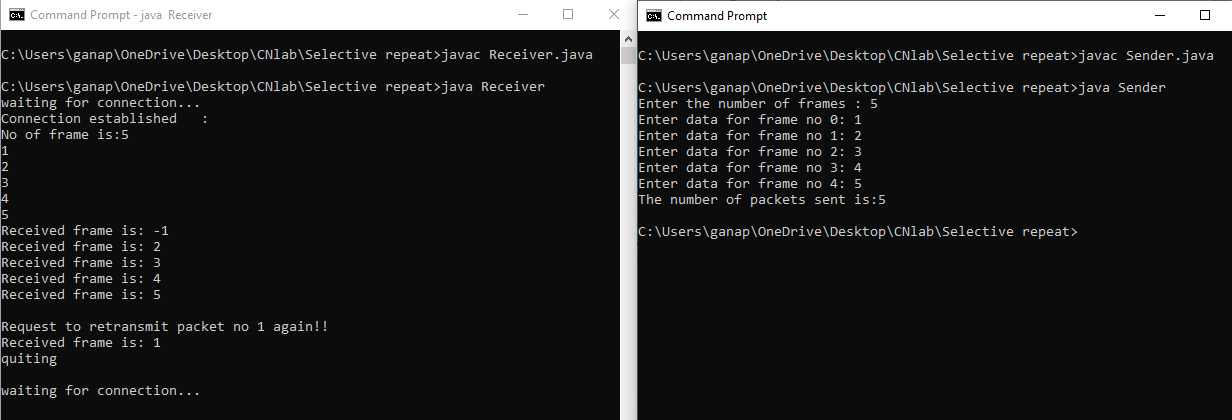 Command Prompt - java  Receiver
C:\Users\ganap\OneDrive\Desktop\CNlab\Selective repeat>javac Receiver.java
C:\Users\ganap\OneDrive\Desktop\CNlab\Selective repeat>java Receiver
waiting for connection...
Connection established   :
No of frame is:5
1
2
3
4
5
Received frame is: -1
Received frame is: 2
Received frame is: 3
Received frame is: 4
Received frame is: 5
Request to retransmit packet no 1 again!!
Received frame is: 1
quiting
waiting for connection...
Command Prompt
C:\Users\ganap\OneDrive\Desktop\CNlab\Selective repeat>javac Sender.java
C:\Users\ganap\OneDrive\Desktop\CNlab\Selective repeat>java Sender
Enter the number of frames : 5
Enter data for frame no 0: 1
Enter data for frame no 1: 2
Enter data for frame no 2: 3
Enter data for frame no 3: 4
Enter data for frame no 4: 5
The number of packets sent is:5
C:\Users\ganap\OneDrive\Desktop\CNlab\Selective repeat>